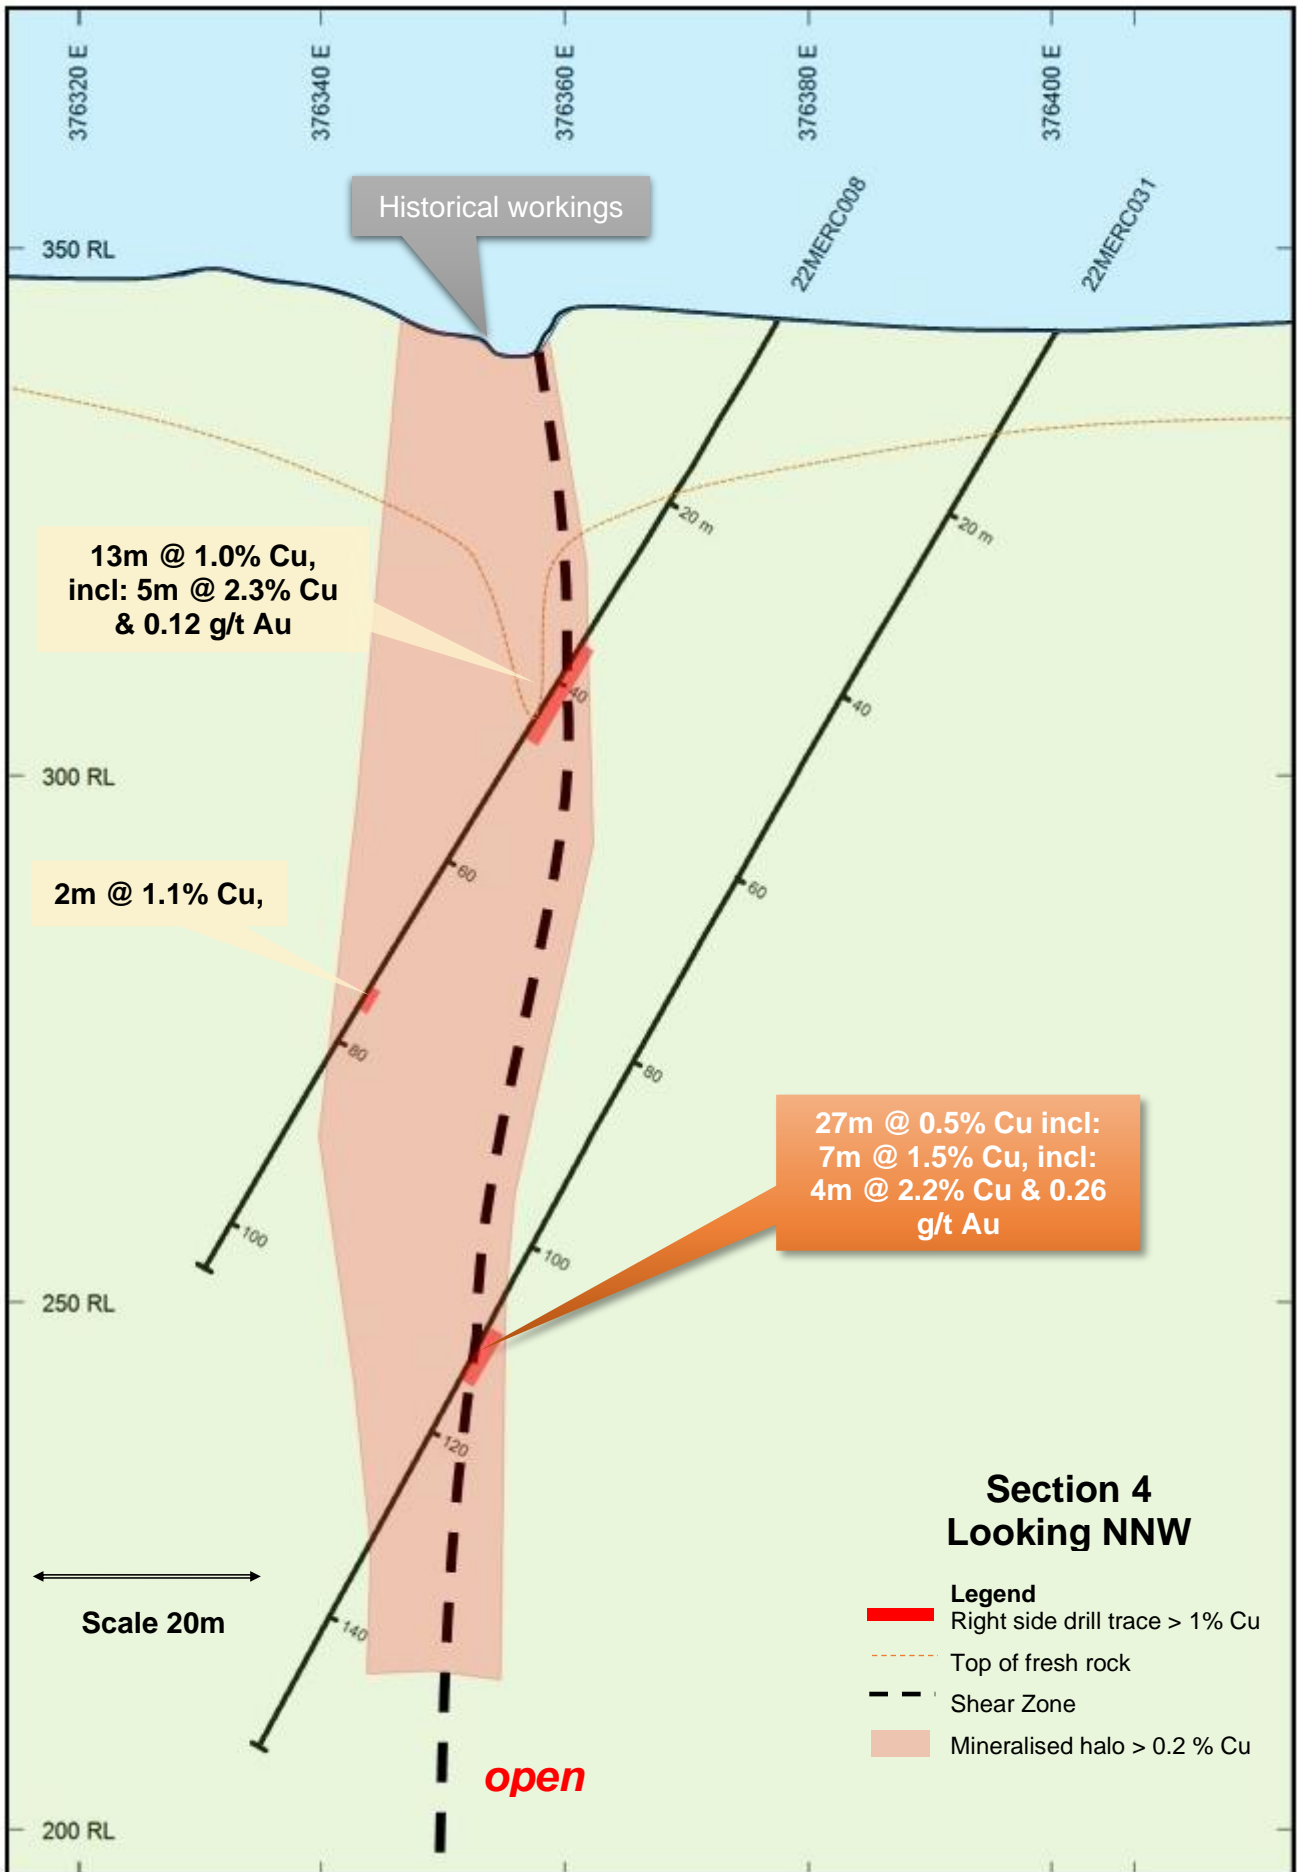 376320 E
376340 E
376360 E
376380 E
376400 E
22MERC008
22MERC031
Historical workings
350 RL
20 m
20 m
13m @ 1.0% Cu,
incl: 5m @ 2.3% Cu
& 0.12 g/t Au
40
40
300 RL
60
60
2m @ 1.1% Cu,
80
80
27m @ 0.5% Cu incl:
7m @ 1.5% Cu, incl:
4m @ 2.2% Cu & 0.26
g/t Au
100
100
250 RL
120
Section 4
Looking NNW
Scale 20m
140
Legend
Right side drill trace > 1% Cu
Top of fresh rock
Shear Zone
Mineralised halo > 0.2 % Cu
open
200 RL